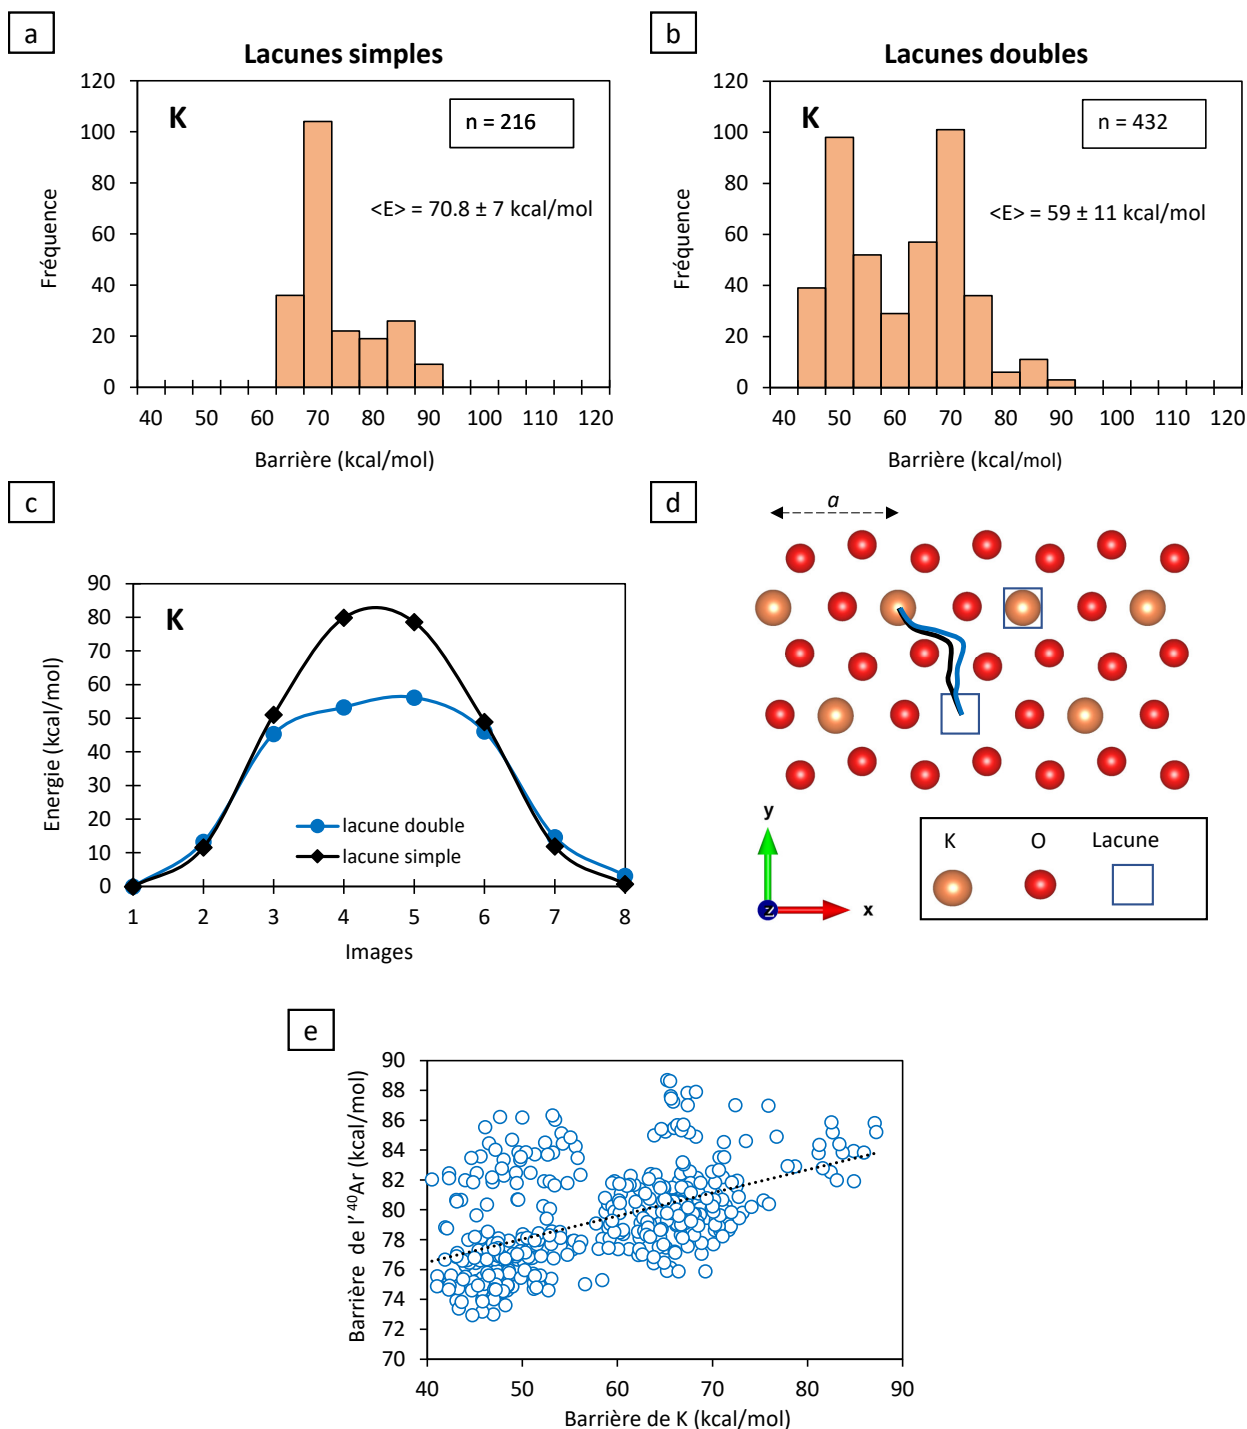 a
Lacunes simples
120
100
80
60
40
20
0
Fréquence
K
n = 216
<E> = 70.8 ± 7 kcal/mol
40 40 50 60 70 80 90 100 110 120
Barrière (kcal/mol)
b
Lacunes doubles
120
100
80
60
40
20
0
Fréquence
K
n = 432
<E> = 59 ± 11 kcal/mol
40 50 60 70 80 90 100 110 120
Barrière (kcal/mol)
c
90
80
70
60
50
40
30
20
10
0
Energie (kcal/mol)
K
lacune double
lacune simple
1 2 3 4 5 6 7 8
Images
d
a
y
z
x
K O Lacune
e
90
88
86
84
82
80
78
76
74
72
70
Barrière de l'⁴⁰Ar (kcal/mol)
40 50 60 70 80 90
Barrière de K (kcal/mol)